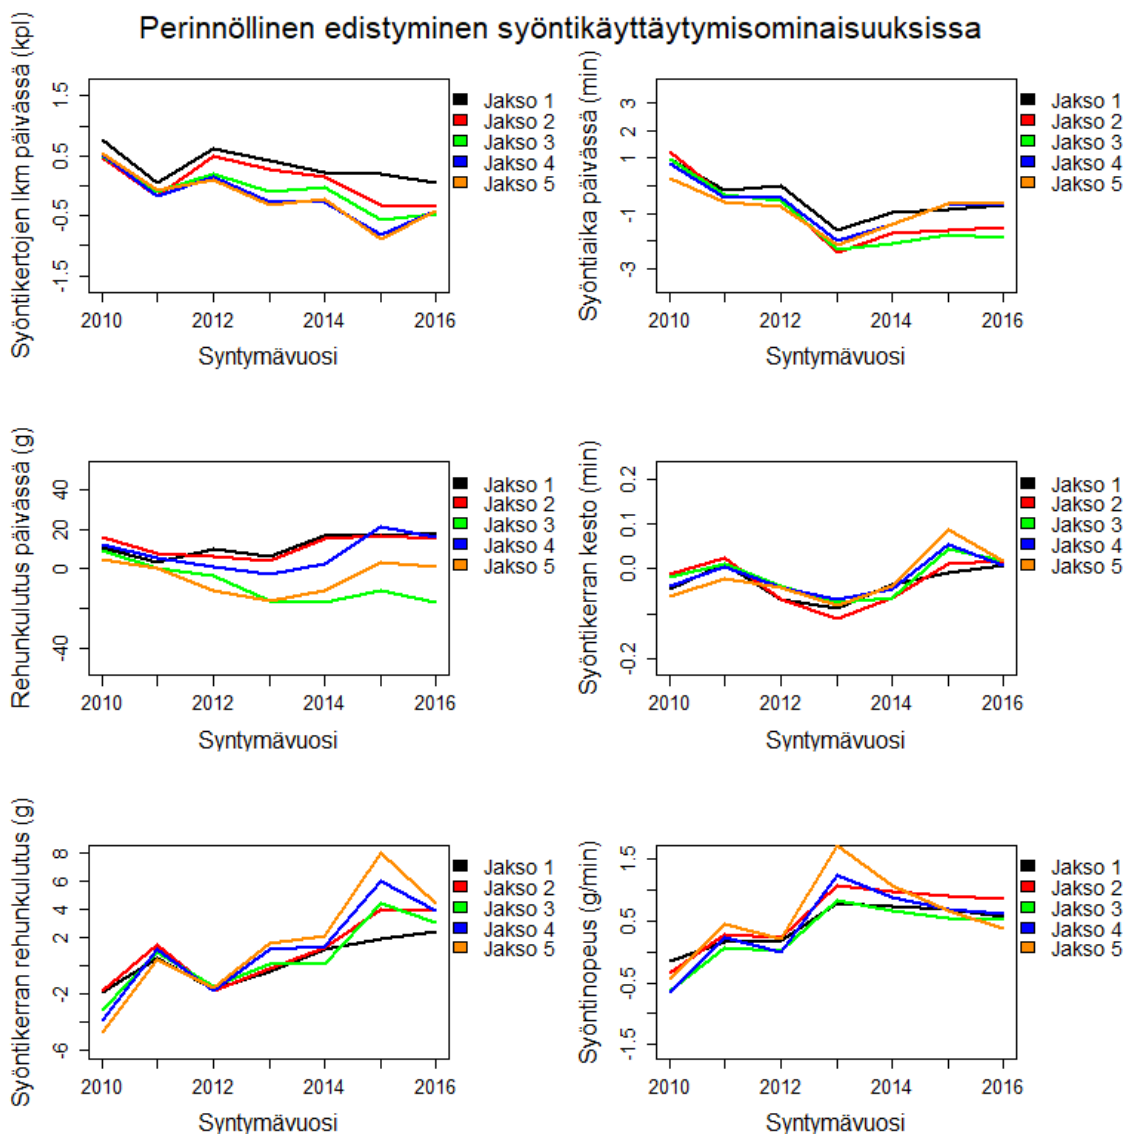 Perinnöllinen edistyminen syöntikäyttäytymisominaisuuksissa
Syöntikertojen lkm päivässä (kpl)
1.5
0.5
-0.5
-1.5
2010 2012 2014 2016
Syntymävuosi
Jakso 1
Jakso 2
Jakso 3
Jakso 4
Jakso 5
Syöntiaika päivässä (min)
3
2
1
-1
-3
2010 2012 2014 2016
Syntymävuosi
Jakso 1
Jakso 2
Jakso 3
Jakso 4
Jakso 5
Rehunkulutus päivässä (g)
40
20
0
-40
2010 2012 2014 2016
Syntymävuosi
Jakso 1
Jakso 2
Jakso 3
Jakso 4
Jakso 5
Syöntikerran kesto (min)
0.2
0.1
0.0
-0.2
2010 2012 2014 2016
Syntymävuosi
Jakso 1
Jakso 2
Jakso 3
Jakso 4
Jakso 5
Syöntikerran rehunkulutus (g)
8
6
4
2
-2
-6
2010 2012 2014 2016
Syntymävuosi
Jakso 1
Jakso 2
Jakso 3
Jakso 4
Jakso 5
Syöntinopeus (g/min)
1.5
0.5
-0.5
-1.5
2010 2012 2014 2016
Syntymävuosi
Jakso 1
Jakso 2
Jakso 3
Jakso 4
Jakso 5